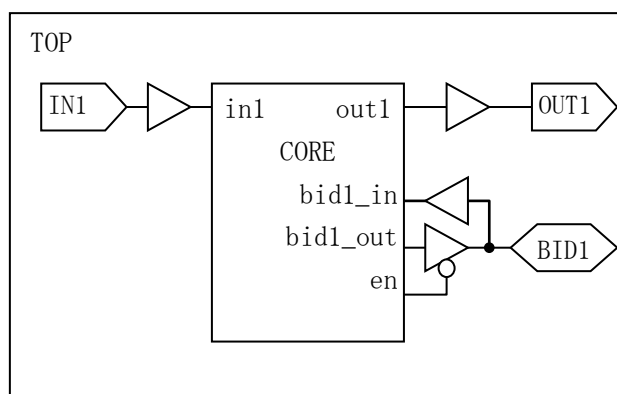 TOP
IN1
in1
out1
OUT1
CORE
bid1_in
bid1_out
BID1
en